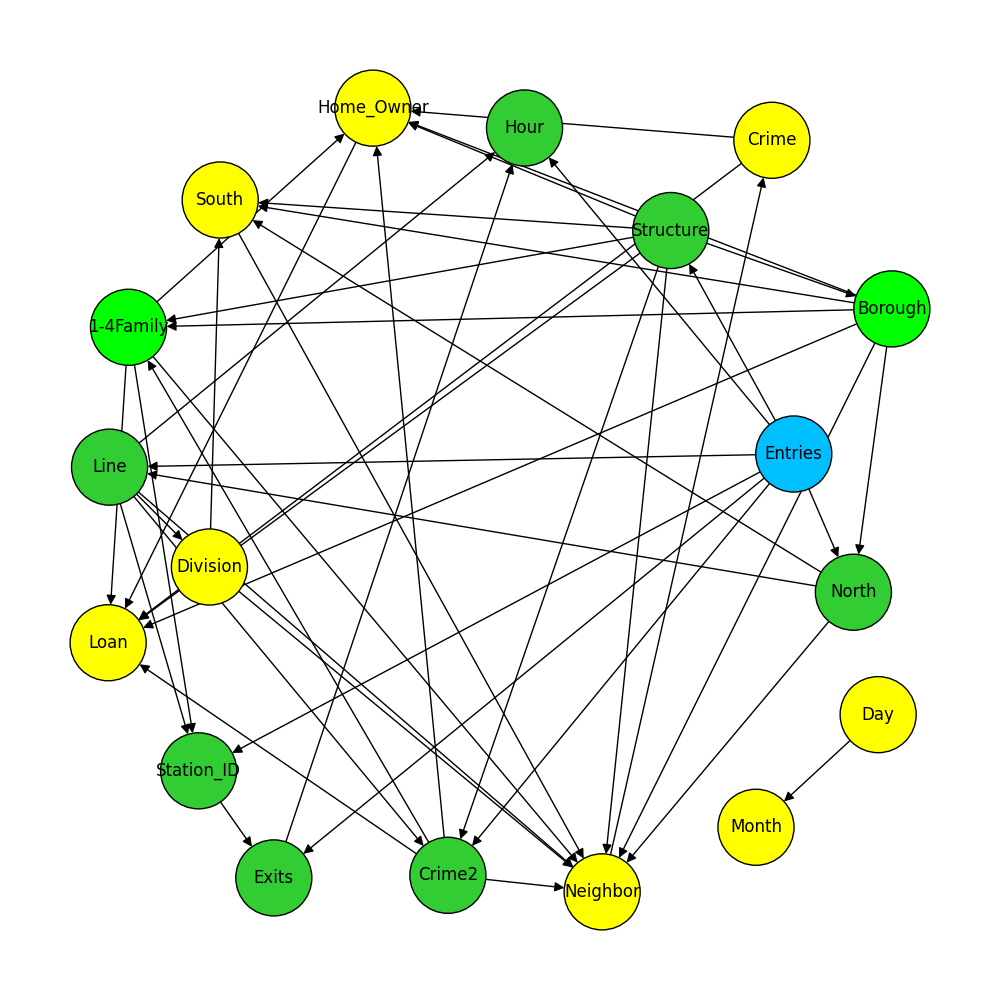 Home_Owner
Hour
Crime
South
Structure
Borough
1-4Family
Entries
Line
Division
North
Loan
Day
Station_ID
Month
Exits
Crime2
Neighbor